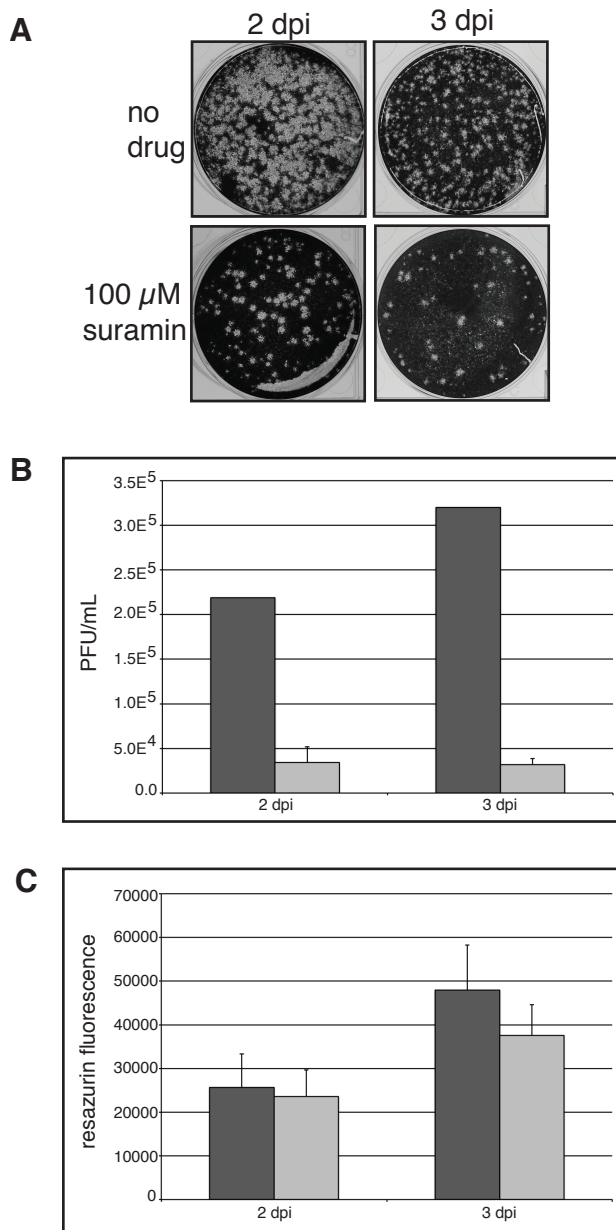 A
2 dpi 3 dpi
no
drug
100 µM
suramin
B
PFU/mL
3.5E⁵
3.0E⁵
2.5E⁵
2.0E⁵
1.5E⁵
1.0E⁵
5.0E⁴
0.0
2 dpi 3 dpi
C
resazurin fluorescence
70000
60000
50000
40000
30000
20000
10000
0
2 dpi 3 dpi